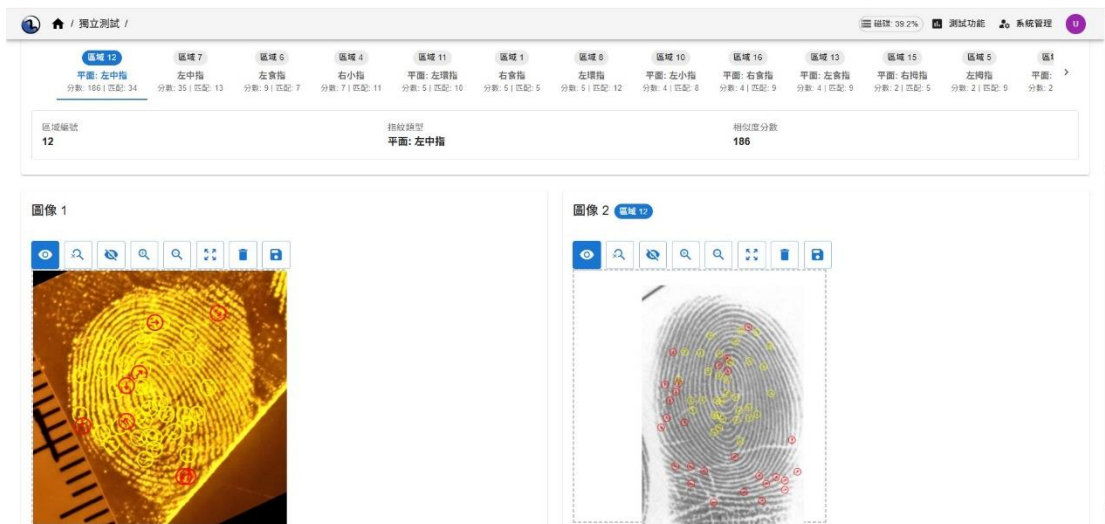 / 獨立測試 /
磁碟: 39.2%
測試功能
系統管理
U
區域 12
平面: 左中指
分數: 186 | 匹配: 34
區域 7
左中指
分數: 35 | 匹配: 13
區域 6
左食指
分數: 9 | 匹配: 7
區域 4
右小指
分數: 7 | 匹配: 11
區域 11
平面: 左環指
分數: 5 | 匹配: 10
區域 1
右食指
分數: 5 | 匹配: 5
區域 8
左環指
分數: 5 | 匹配: 12
區域 10
平面: 左小指
分數: 4 | 匹配: 8
區域 16
平面: 右食指
分數: 4 | 匹配: 9
區域 13
平面: 左食指
分數: 4 | 匹配: 9
區域 15
平面: 右拇指
分數: 2 | 匹配: 5
區域 5
左拇指
分數: 2 | 匹配: 9
區域
平面:
分數: 2
區域編號
12
指紋類型
平面: 左中指
相似度分數
186
圖像 1
圖像 2 區域 12